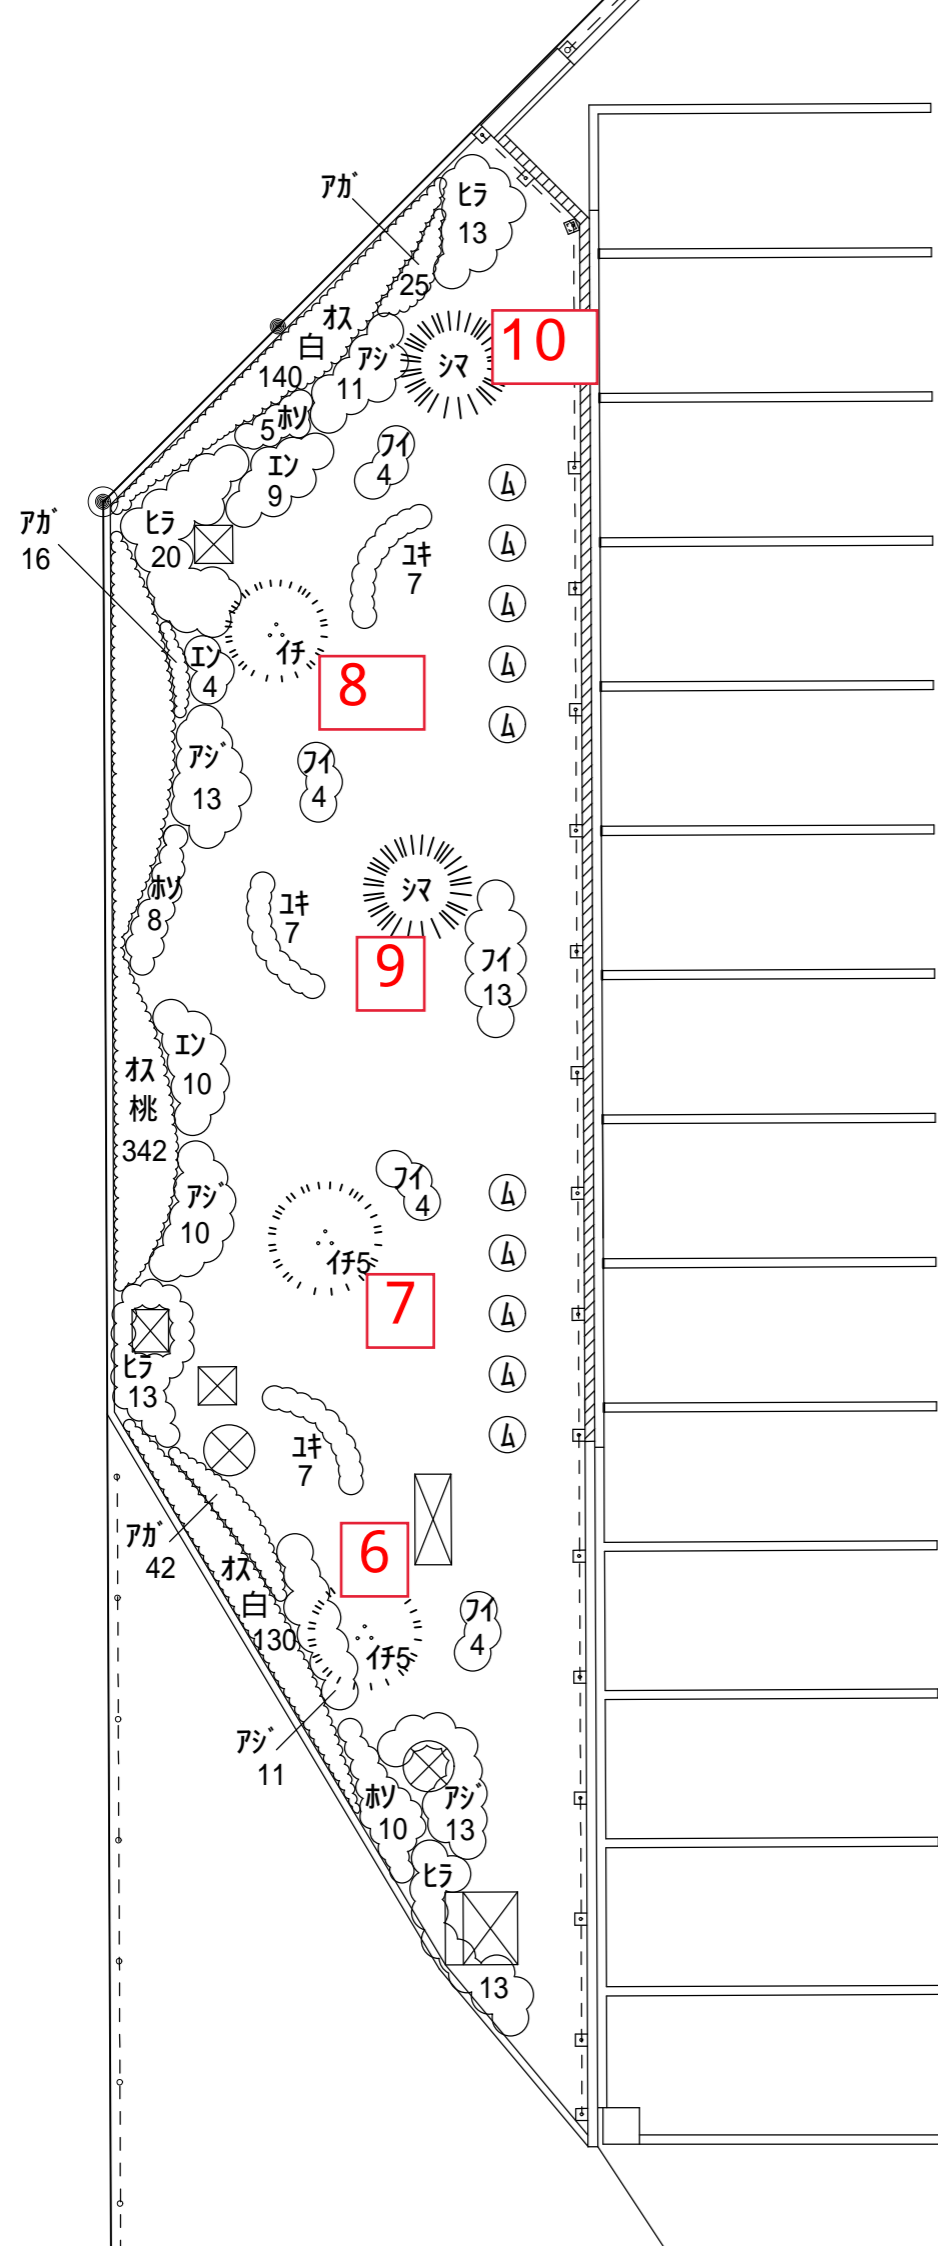 アガ
ヒラ
13
25
オス
白
140
アジ
11
シマ
10
ホソ
5
エン
9
フイ
4
ム
アガ
16
ヒラ
20
ユキ
7
ム
ム
イチ
8
エン
4
ム
ム
アジ
13
フイ
4
ホソ
8
シマ
9
ユキ
7
フイ
13
エン
10
オス
桃
342
アジ
10
フイ
4
ム
ム
イチ5
7
ム
ム
ム
ヒラ
13
ユキ
7
アガ
42
オス
白
130
6
イチ5
フイ
4
アジ
11
ホソ
10
アジ
13
ヒラ
13